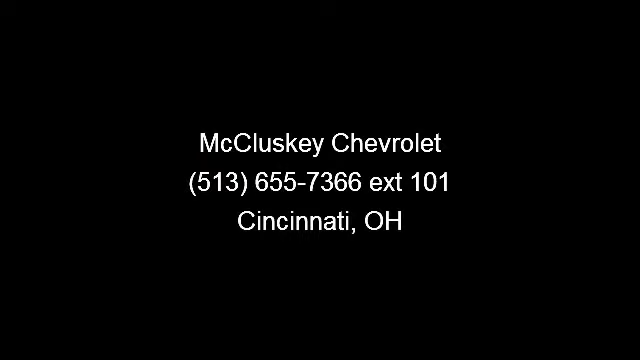 McCluskey Chevrolet
(513) 655-7366 ext 101
Cincinnati, OH